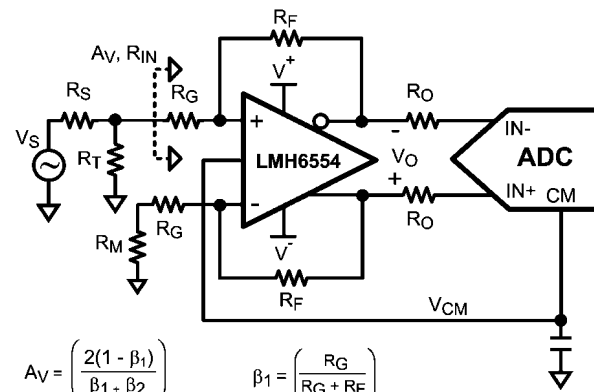 RF
AV, RIN
V+
RS
RG
RO
VS
+
-
IN-
RT
LMH6554
VO
ADC
+
IN+
RG
-
RO
CM
RM
V-
RF
VCM
AV = (2(1 - β1) / β1 + β2)
β1 = (RG / RG + RF)